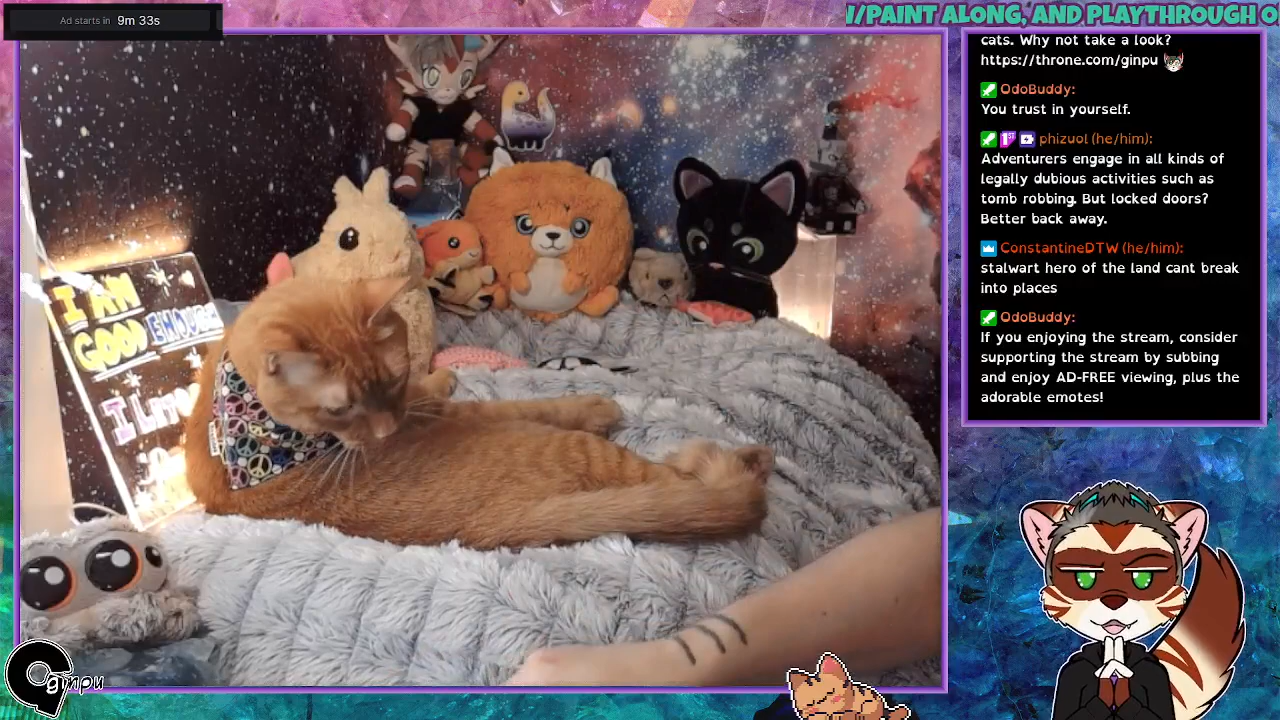 Ad starts in 9m 33s
/PAINT ALONG, AND PLAYTHROUGH O
cats. Why not take a look?
https://throne.com/ginpu
OdoBuddy:
You trust in yourself.
phizuol (he/him):
Adventurers engage in all kinds of
legally dubious activities such as
tomb robbing. But locked doors?
Better back away.
ConstantineDTW (he/him):
stalwart hero of the land cant break
into places
OdoBuddy:
If you enjoying the stream, consider
supporting the stream by subbing
and enjoy AD-FREE viewing, plus the
adorable emotes!
I AM
GOOD ENOUGH
ginpu